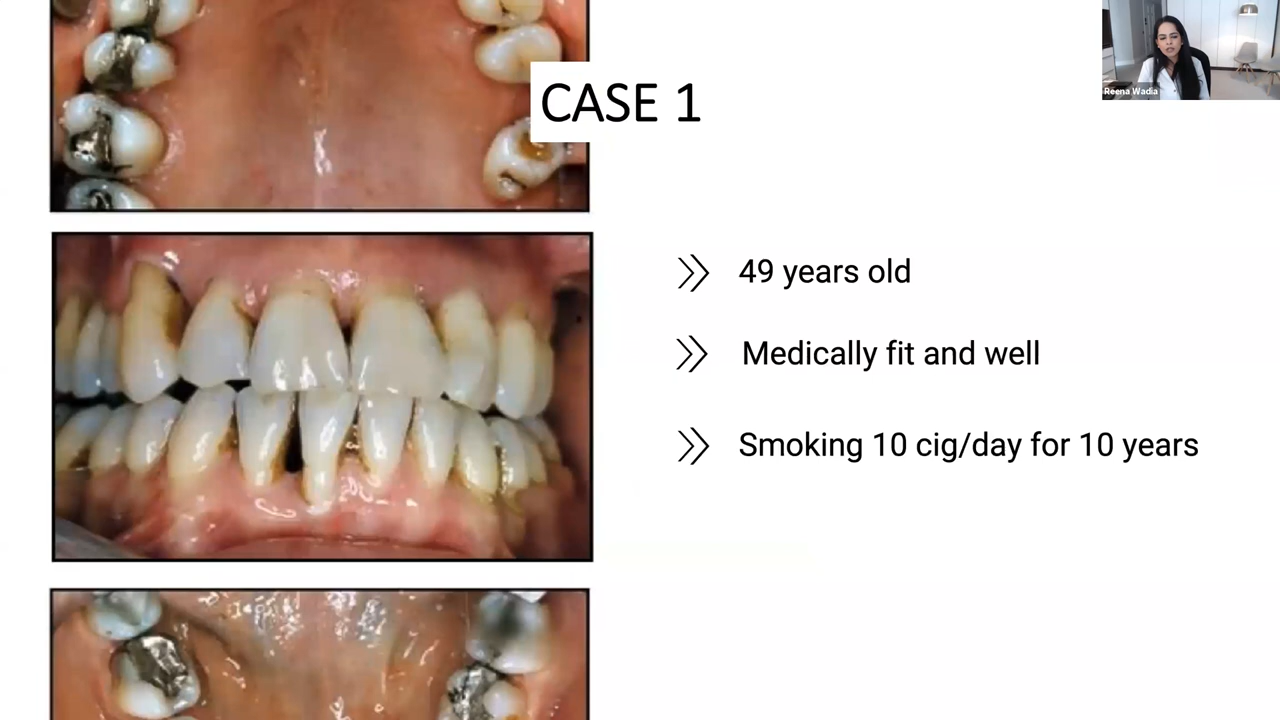 CASE 1
Reena Wadia
49 years old
Medically fit and well
Smoking 10 cig/day for 10 years